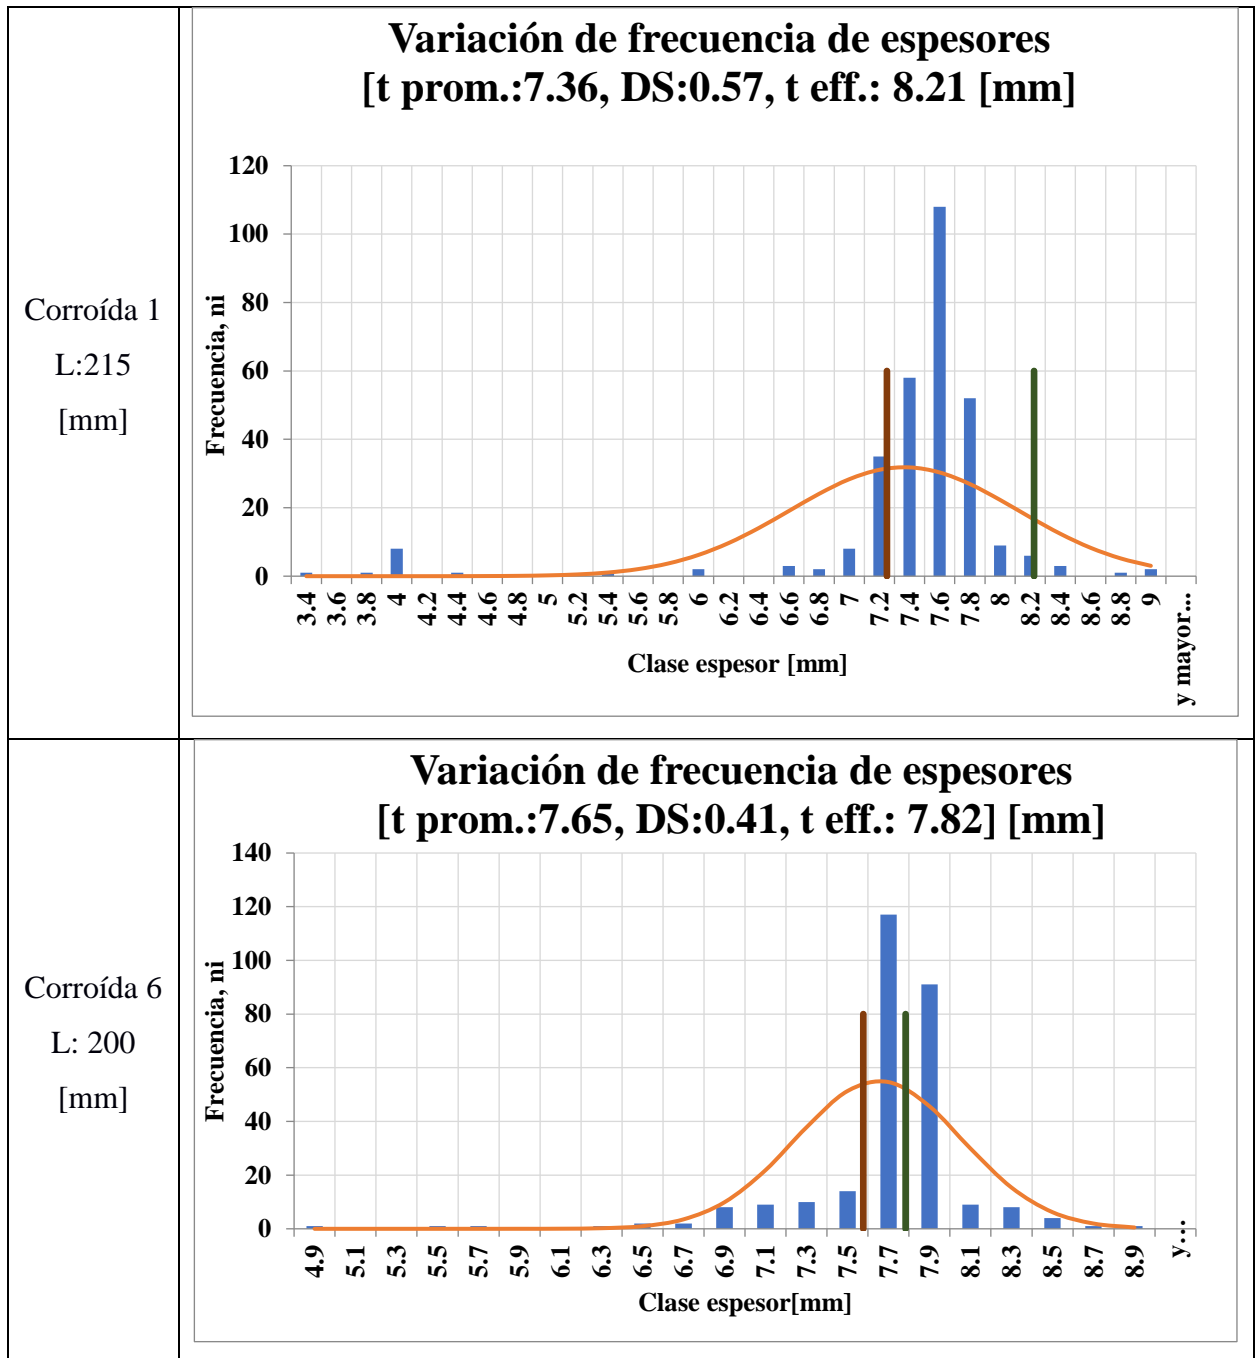 Corroída 1
L:215
[mm]
Variación de frecuencia de espesores
[t prom.:7.36, DS:0.57, t eff.: 8.21 [mm]
Frecuencia, ni
120
100
80
60
40
20
0
3.4 3.6 3.8 4 4.2 4.4 4.6 4.8 5 5.2 5.4 5.6 5.8 6 6.2 6.4 6.6 6.8 7 7.2 7.4 7.6 7.8 8 8.2 8.4 8.6 8.8 9 y mayor...
Clase espesor [mm]
Corroída 6
L: 200
[mm]
Variación de frecuencia de espesores
[t prom.:7.65, DS:0.41, t eff.: 7.82] [mm]
Frecuencia, ni
140
120
100
80
60
40
20
0
4.9 5.1 5.3 5.5 5.7 5.9 6.1 6.3 6.5 6.7 6.9 7.1 7.3 7.5 7.7 7.9 8.1 8.3 8.5 8.7 8.9 y...
Clase espesor[mm]